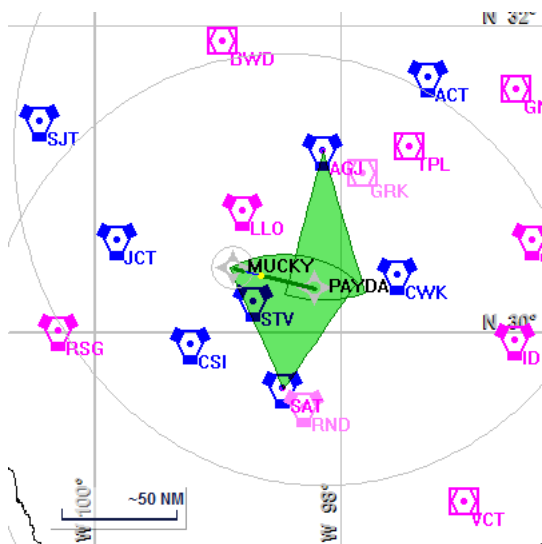 N 32°
BWD
ACT
GN
SJT
TPL
AGJ
GRK
LLO
JCT
MUCKY
PAYDA
CWK
STV
N 30°
RSG
CSI
ID
SAT
RND
~50 NM
W 100°
W 98°
VCT